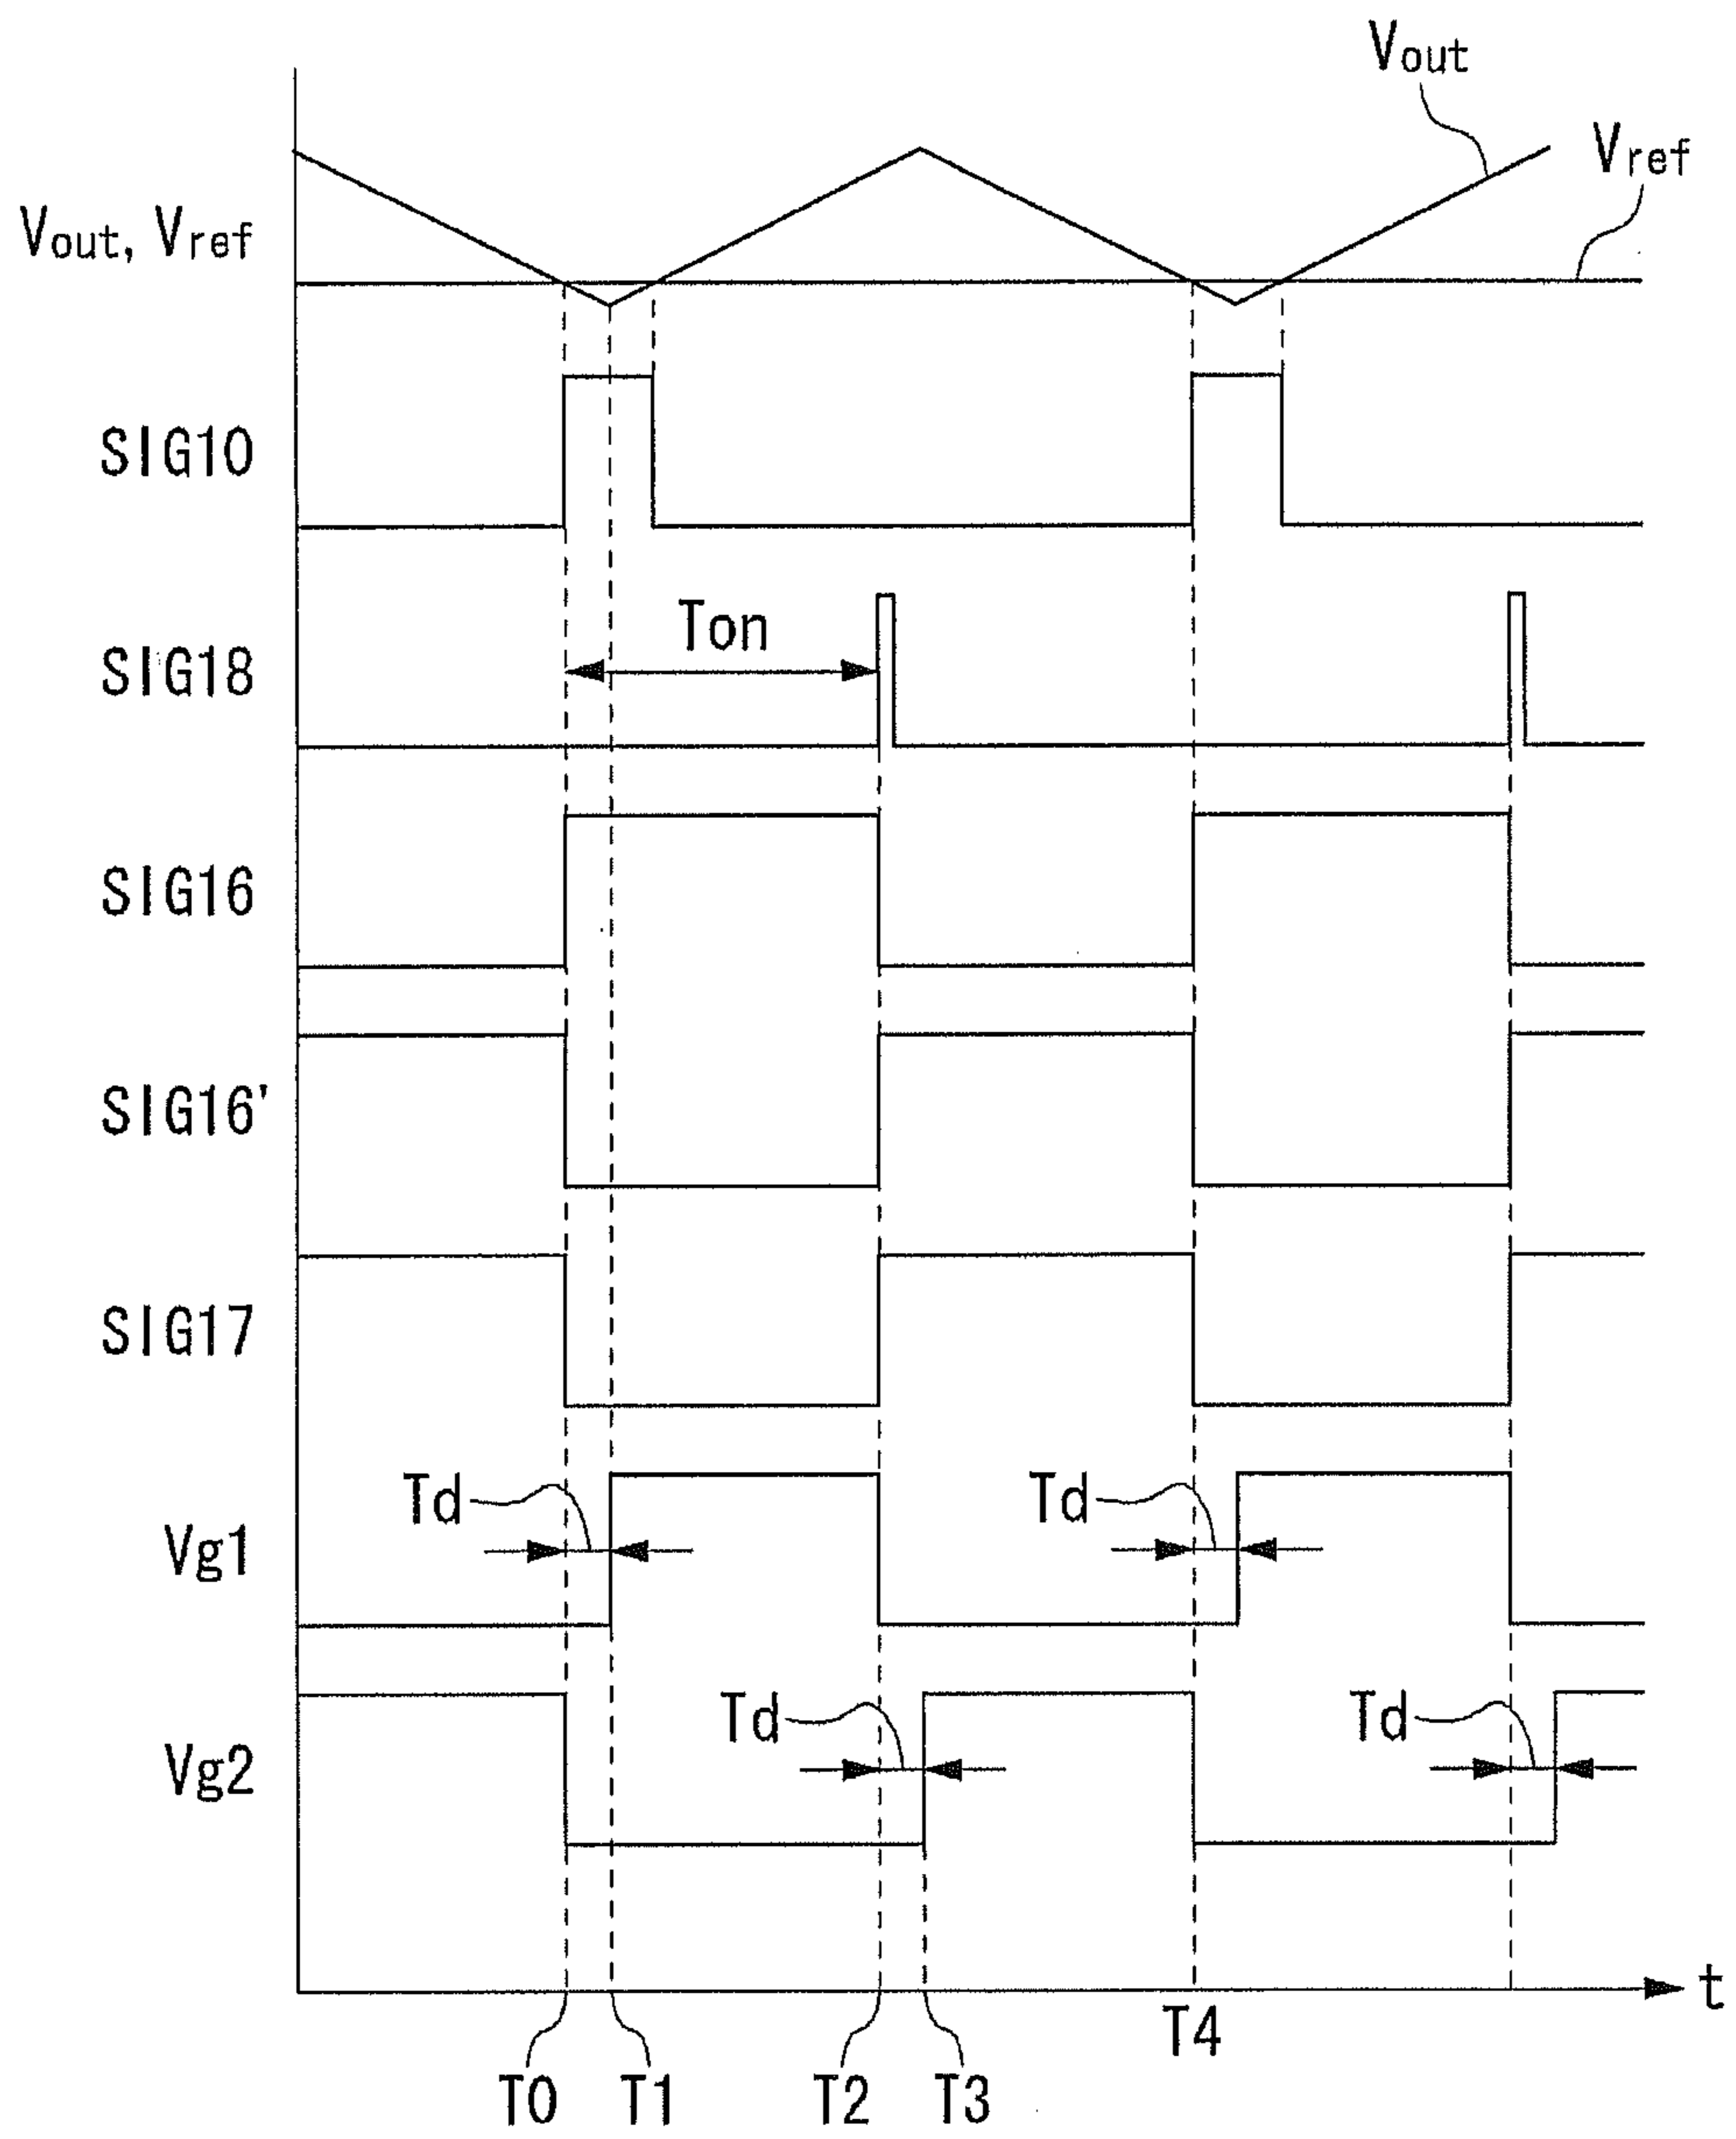 Vout
Vref
Vout, Vref
SIG10
Ton
SIG18
SIG16
SIG16'
SIG17
Td
Td
Vg1
Td
Td
Vg2
t
T4
T0
T1
T2
T3